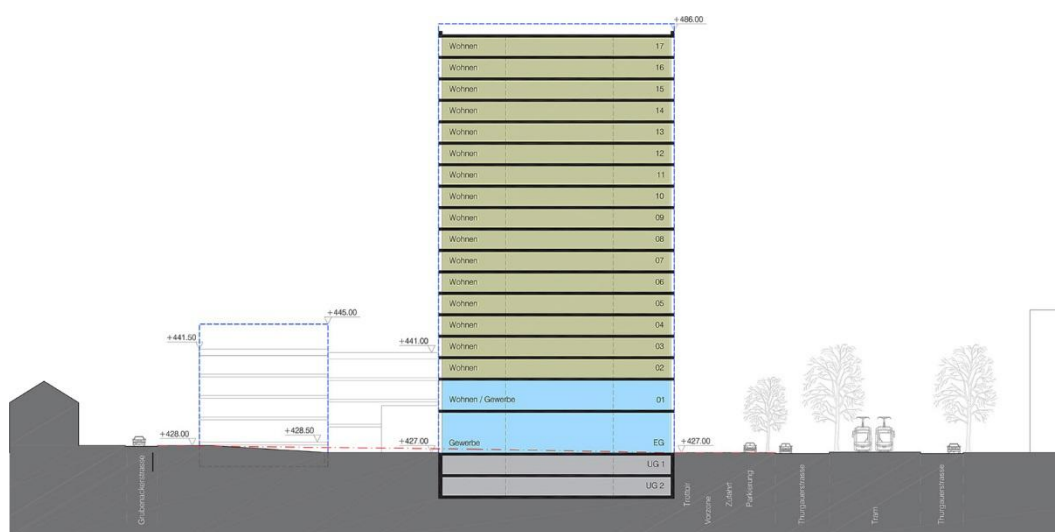 +486.00
Wohnen 17
Wohnen 16
Wohnen 15
Wohnen 14
Wohnen 13
Wohnen 12
Wohnen 11
Wohnen 10
Wohnen 09
Wohnen 08
Wohnen 07
Wohnen 06
Wohnen 05
+445.00
Wohnen 04
+441.50
+441.00
Wohnen 03
Wohnen 02
Wohnen / Gewerbe 01
+428.00
+428.50
+427.00
Gewerbe EG
+427.00
UG 1
UG 2
Grubenackerstrasse
Trottoir
Vorzone
Zufahrt
Parkierung
Thurgauerstrasse
Tram
Thurgauerstrasse